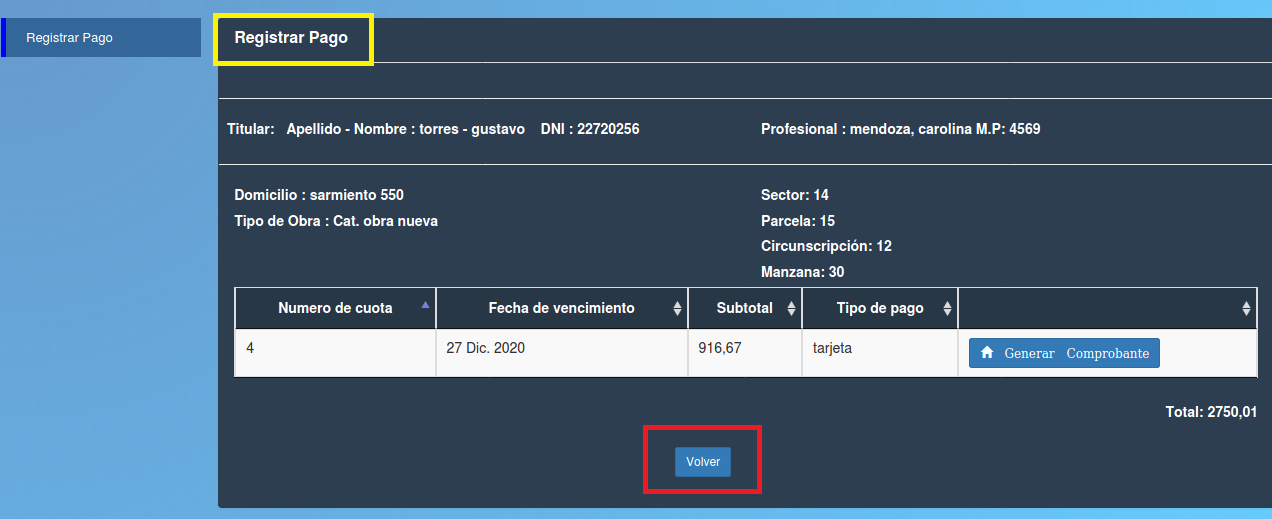 Registrar Pago
Registrar Pago
Titular: Apellido - Nombre : torres - gustavo DNI : 22720256 Profesional : mendoza, carolina M.P: 4569
Domicilio : sarmiento 550 Sector: 14
Tipo de Obra : Cat. obra nueva Parcela: 15
Circunscripción: 12
Manzana: 30
Numero de cuota Fecha de vencimiento Subtotal Tipo de pago
4 27 Dic. 2020 916,67 tarjeta Generar Comprobante
Total: 2750,01
Volver